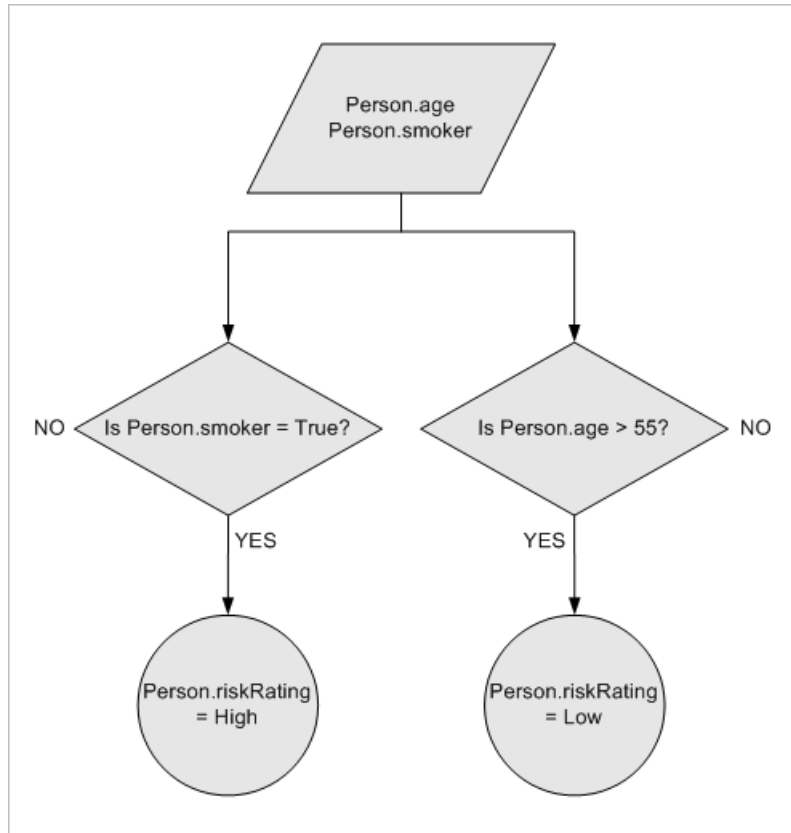 Person.age
Person.smoker
NO
Is Person.smoker = True?
Is Person.age > 55?
NO
YES
YES
Person.riskRating
= High
Person.riskRating
= Low